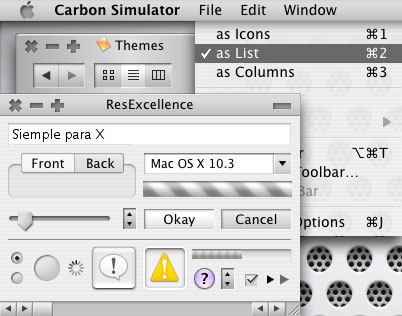 Carbon Simulator File Edit Window
as Icons ⌘1
✓ as List ⌘2
as Columns ⌘3
Themes
ResExcellence
Siemple para X
Front Back
Mac OS X 10.3
Okay Cancel
⌥⌘T
Toolbar…
Bar
Options ⌘J
!
!
?